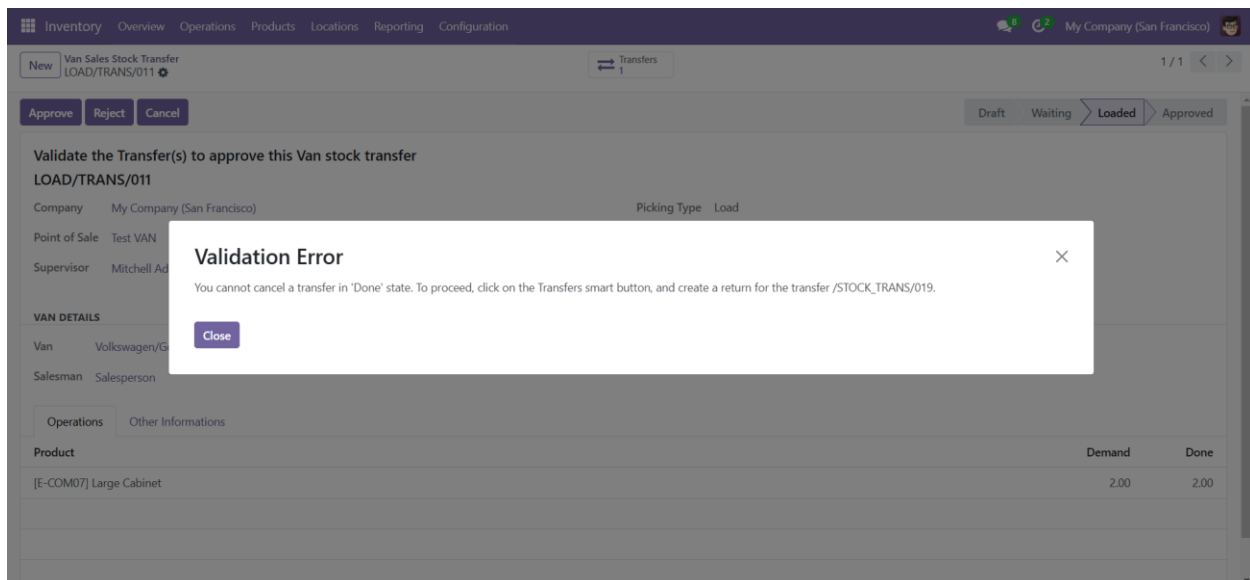 Inventory Overview Operations Products Locations Reporting Configuration 8 2 My Company (San Francisco)
New Van Sales Stock Transfer Transfers 1 / 1
LOAD/TRANS/011 1
Approve Reject Cancel Draft Waiting Loaded Approved
Validate the Transfer(s) to approve this Van stock transfer
LOAD/TRANS/011
Company My Company (San Francisco) Picking Type Load
Point of Sale Test VAN
Supervisor Mitchell Ad
Validation Error
You cannot cancel a transfer in 'Done' state. To proceed, click on the Transfers smart button, and create a return for the transfer /STOCK_TRANS/019.
Close
VAN DETAILS
Van Volkswagen/G
Salesman Salesperson
Operations Other Informations
Product Demand Done
[E-COM07] Large Cabinet 2.00 2.00